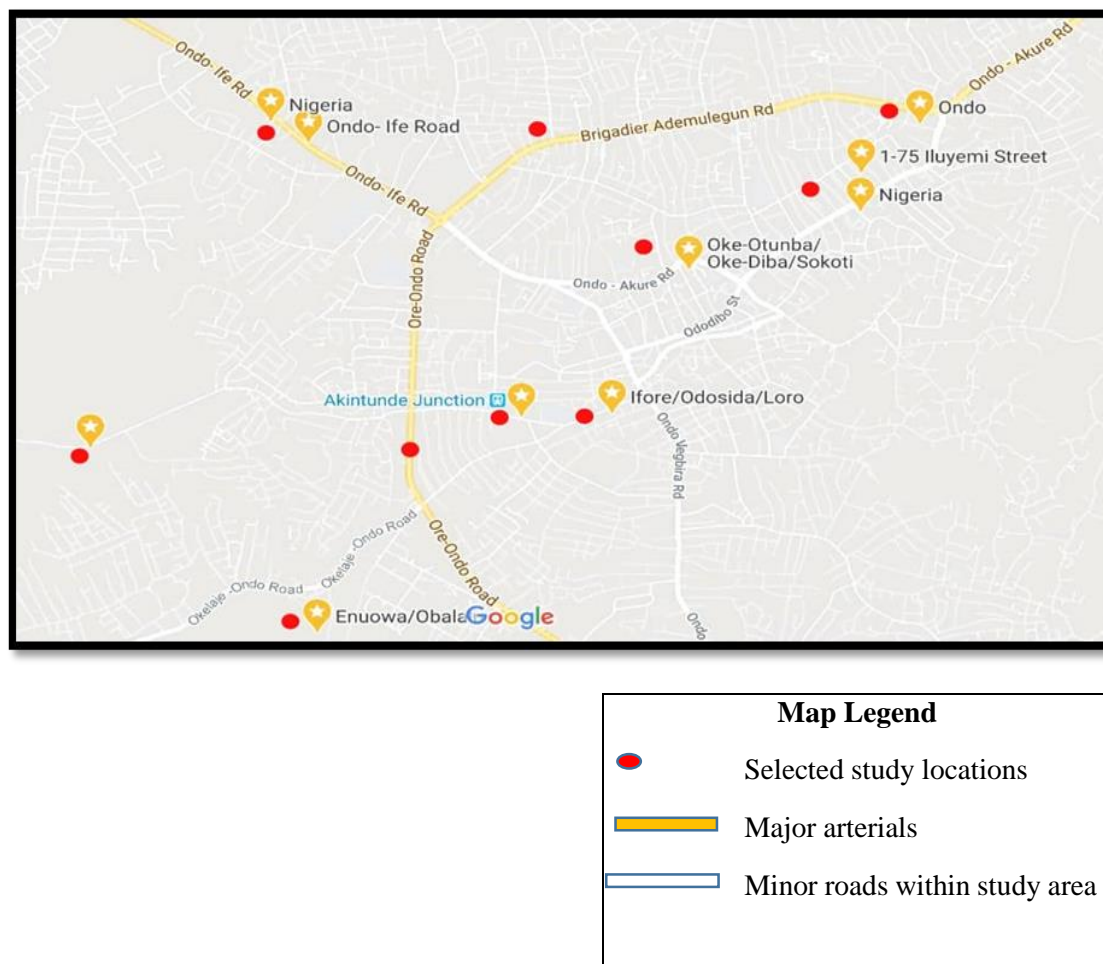 Ondo-Ife Rd
Ondo - Akure Rd
Nigeria
Ondo- Ife Road
Brigadier Ademulegun Rd
Ondo
1-75 Iluyemi Street
Ondo- Ife Rd
Nigeria
Oke-Otunba/
Oke-Diba/Sokoti
Ore-Ondo Road
Ondo - Akure Rd
Ododibo St
Akintunde Junction
Ifore/Odosida/Loro
Ondo Vegbira Rd
Okelaje -Ondo Road
Ore-Ondo Road
Okelaje -Ondo Road
Enuowa/Obala
Google
Ondo
Map Legend
Selected study locations
Major arterials
Minor roads within study area